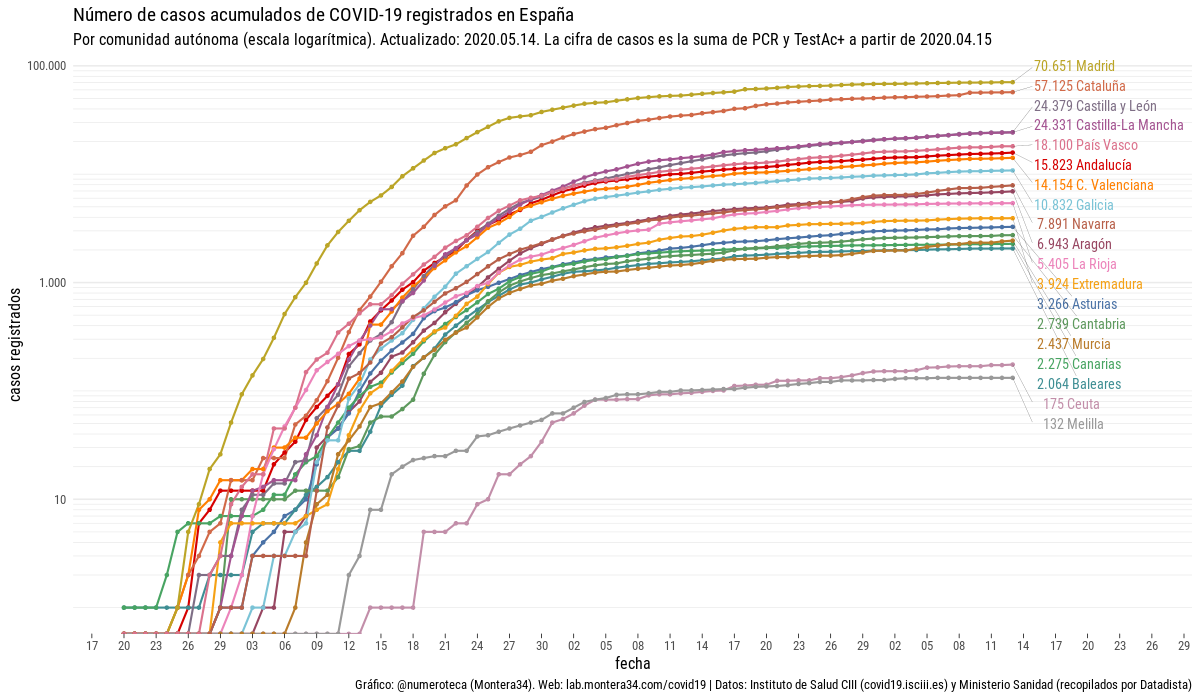 Número de casos acumulados de COVID-19 registrados en España
Por comunidad autónoma (escala logarítmica). Actualizado: 2020.05.14. La cifra de casos es la suma de PCR y TestAc+ a partir de 2020.04.15
casos registrados
100.000
1.000
10
70.651 Madrid
57.125 Cataluña
24.379 Castilla y León
24.331 Castilla-La Mancha
18.100 País Vasco
15.823 Andalucía
14.154 C. Valenciana
10.832 Galicia
7.891 Navarra
6.943 Aragón
5.405 La Rioja
3.924 Extremadura
3.266 Asturias
2.739 Cantabria
2.437 Murcia
2.275 Canarias
2.064 Baleares
175 Ceuta
132 Melilla
17 20 23 26 29 03 06 09 12 15 18 21 24 27 30 02 05 08 11 14 17 20 23 26 29 02 05 08 11 14 17 20 23 26 29
fecha
Gráfico: @numeroteca (Montera34). Web: lab.montera34.com/covid19 | Datos: Instituto de Salud CIII (covid19.isciii.es) y Ministerio Sanidad (recopilados por Datadista)